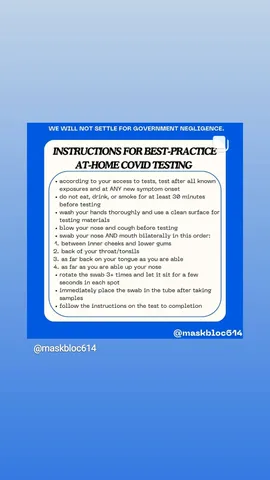 WE WILL NOT SETTLE FOR GOVERNMENT NEGLIGENCE.
INSTRUCTIONS FOR BEST-PRACTICE
AT-HOME COVID TESTING
• according to your access to tests, test after all known
exposures and at ANY new symptom onset
• do not eat, drink, or smoke for at least 30 minutes
before testing
• wash your hands thoroughly and use a clean surface for
testing materials
• blow your nose and cough before testing
• swab your nose AND mouth bilaterally in this order:
1. between inner cheeks and lower gums
2. back of your throat/tonsils
3. as far back on your tongue as you are able
4. as far as you are able up your nose
• rotate the swab 3+ times and let it sit for a few
seconds in each spot
• immediately place the swab in the tube after taking
samples
• follow the instructions on the test to completion
@maskbloc614
@maskbloc614